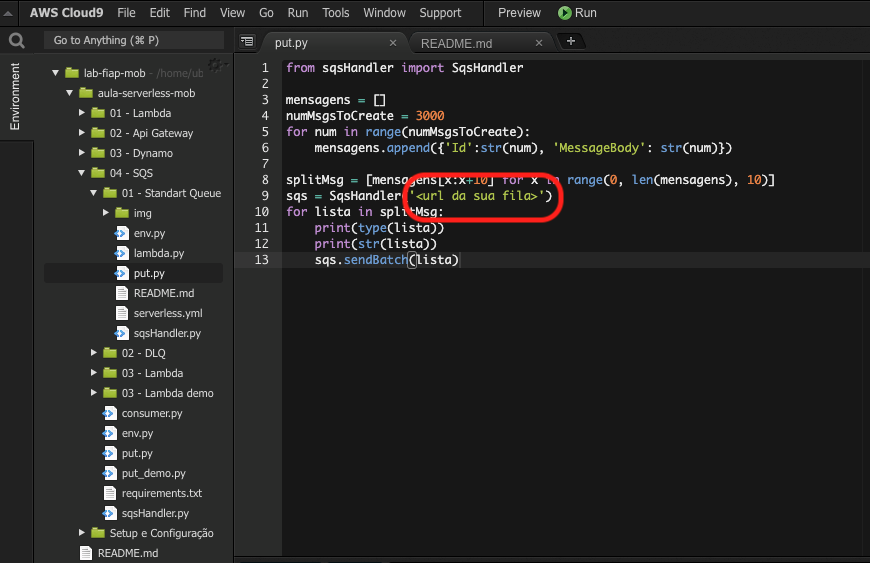 AWS Cloud9 File Edit Find View Go Run Tools Window Support Preview Run
Go to Anything (⌘ P)
Environment
lab-fiap-mob - /home/ub
aula-serverless-mob
01 - Lambda
02 - Api Gateway
03 - Dynamo
04 - SQS
01 - Standart Queue
img
env.py
lambda.py
put.py
README.md
serverless.yml
sqsHandler.py
02 - DLQ
03 - Lambda
03 - Lambda demo
consumer.py
env.py
put.py
put_demo.py
requirements.txt
sqsHandler.py
Setup e Configuração
README.md
put.py × README.md × +
1 from sqsHandler import SqsHandler
2
3 mensagens = []
4 numMsgsToCreate = 3000
5 for num in range(numMsgsToCreate):
6     mensagens.append({'Id':str(num), 'MessageBody': str(num)})
7
8 splitMsg = [mensagens[x:x+10] for x in range(0, len(mensagens), 10)]
9 sqs = SqsHandler('<url da sua fila>')
10 for lista in splitMsg:
11     print(type(lista))
12     print(str(lista))
13     sqs.sendBatch(lista)